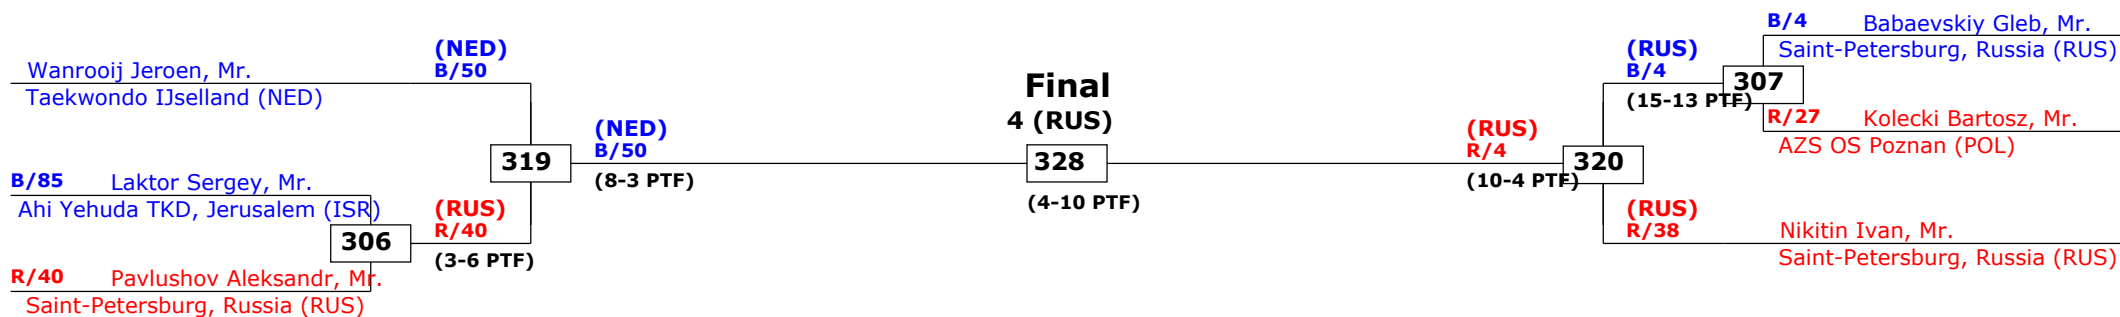 (NED)
Wanrooij Jeroen, Mr.
B/50
Taekwondo IJselland (NED)
319
(NED)
B/50
(8-3 PTF)
B/85 Laktor Sergey, Mr.
Ahi Yehuda TKD, Jerusalem (ISR)
306
(RUS)
R/40
(3-6 PTF)
R/40 Pavlushov Aleksandr, Mr.
Saint-Petersburg, Russia (RUS)
Final
4 (RUS)
328
(4-10 PTF)
(RUS)
R/4
(10-4 PTF)
320
(RUS)
B/4
(15-13 PTF)
307
B/4 Babaevskiy Gleb, Mr.
Saint-Petersburg, Russia (RUS)
R/27 Kolecki Bartosz, Mr.
AZS OS Poznan (POL)
(RUS)
R/38
Nikitin Ivan, Mr.
Saint-Petersburg, Russia (RUS)